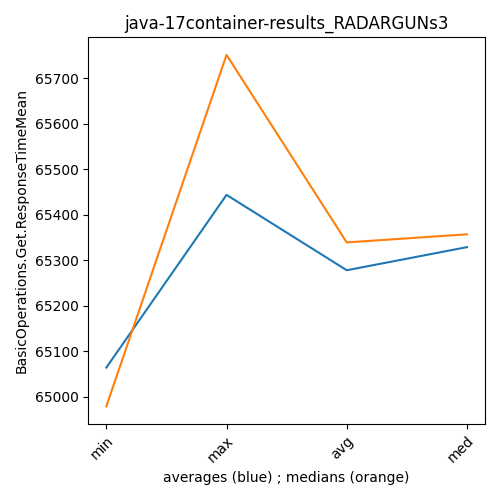 java-17container-results_RADARGUNs3
BasicOperations.Get.ResponseTimeMean
65700
65600
65500
65400
65300
65200
65100
65000
min
max
avg
med
averages (blue) ; medians (orange)